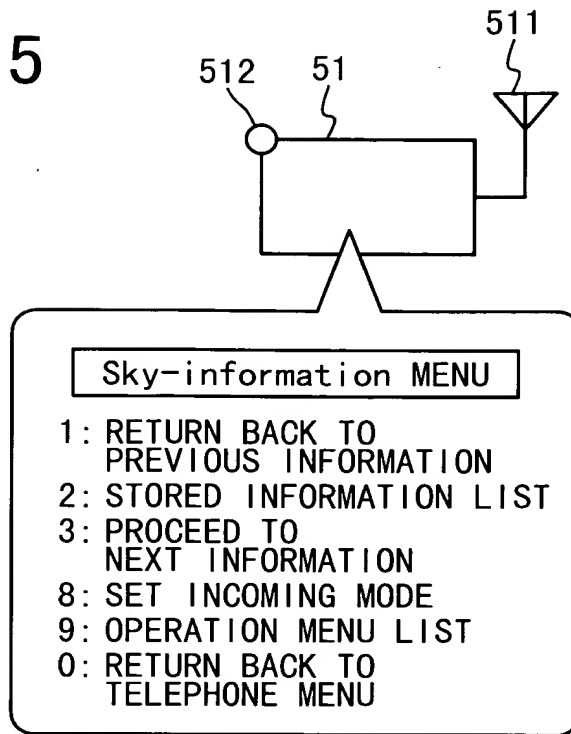 5
511
512 51
Sky-information MENU
1: RETURN BACK TO
PREVIOUS INFORMATION
2: STORED INFORMATION LIST
3: PROCEED TO
NEXT INFORMATION
8: SET INCOMING MODE
9: OPERATION MENU LIST
0: RETURN BACK TO
TELEPHONE MENU